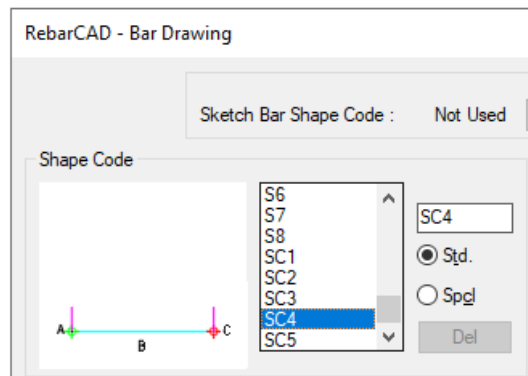 RebarCAD - Bar Drawing
Sketch Bar Shape Code : Not Used
Shape Code
S6
S7
S8
SC1
SC2
SC3
SC4
SC5
SC4
Std.
Spcl
Del
A
B
C